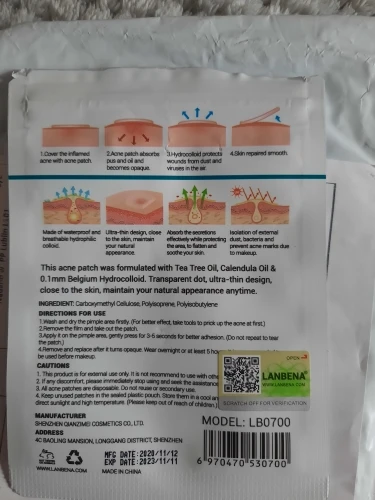 1.Cover the inflamed
acne with acne patch.
2.Acne patch absorbs
pus and oil and
becomes opaque.
3.Hydrocolloid protects
wounds from dust and
viruses in the air.
4.Skin repaired smooth.
Made of waterproof and
breathable hydrophilic
colloid.
Ultra-thin design, close
to the skin, maintain
your natural
appearance.
Absorb the secretions
effectively while protecting
the area, to flatten and
soothe your skin.
Isolation of external
dust, bacteria and
prevent acne marks due
to makeup.
This acne patch was formulated with Tea Tree Oil, Calendula Oil &
0.1mm Belgium Hydrocolloid. Transparent dot, ultra-thin design,
close to the skin, maintain your natural appearance anytime.
INGREDIENT: Carboxymethyl Cellulose, Polyisoprene, Polyisobutylene
DIRECTIONS FOR USE
1.Wash and dry the pimple area firstly. (For better effect, take tools to prick up the acne at first.)
2.Remove the film and take out the patch.
3.Apply it on the pimple area, gently press for 3-5 seconds for better adhesion. (Do not repeat to tear
the patch.)
4.Remove and replace after it turns opaque. Wear overnight or at least 5
be used before makeup.
CAUTIONS
1. This product is for external use only. It is not recommended to use with
2. If any discomfort, please immediately stop using and seek the
3. All acne patches are disposable. Do not reuse or
4. Keep unused patches in the sealed plastic pouch. Store them in a cool
direct sunlight and high temperature. (Please keep out of reach of
OPEN
LANBENA
SCRATCH OFF FOR VERIFICATION
MANUFACTURER
SHENZHEN QIANZIMEI COSMETICS CO., LTD.
ADDRESS
4C BAOLING MANSION, LONGGANG DISTRICT, SHENZHEN
MFG DATE:2020/11/12
EXP DATE:2023/11/11
WWW.LANBENA.COM
MADE IN CHINA
MODEL: LB0700
6 970470 530700